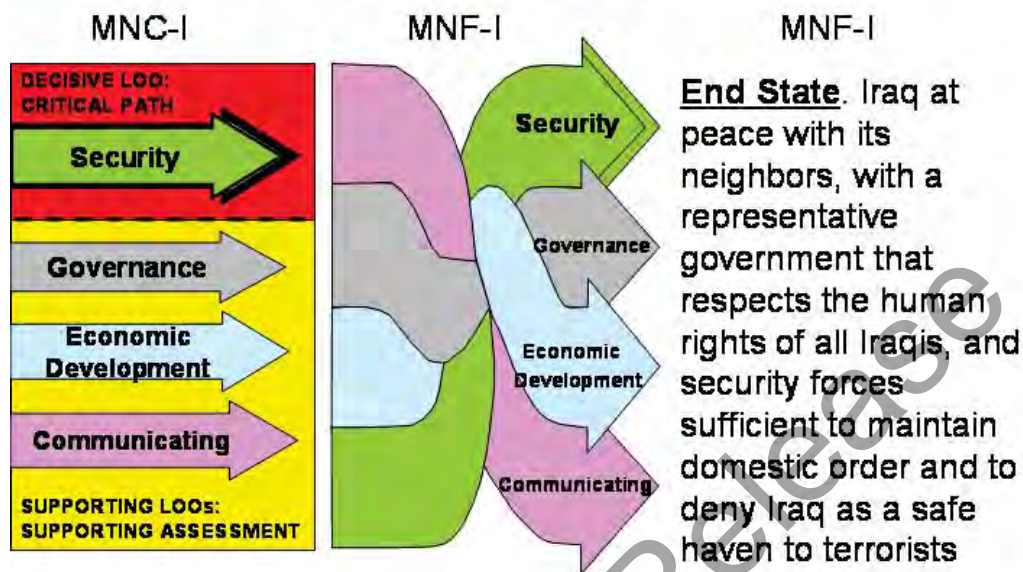 MNC-I
MNF-I
MNF-I
DECISIVE LOO:
CRITICAL PATH
Security
Governance
Economic
Development
Communicating
SUPPORTING LOOs:
SUPPORTING ASSESSMENT
Security
Governance
Economic
Development
Communicating
End State. Iraq at
peace with its
neighbors, with a
representative
government that
respects the human
rights of all Iraqis, and
security forces
sufficient to maintain
domestic order and to
deny Iraq as a safe
haven to terrorists
Release